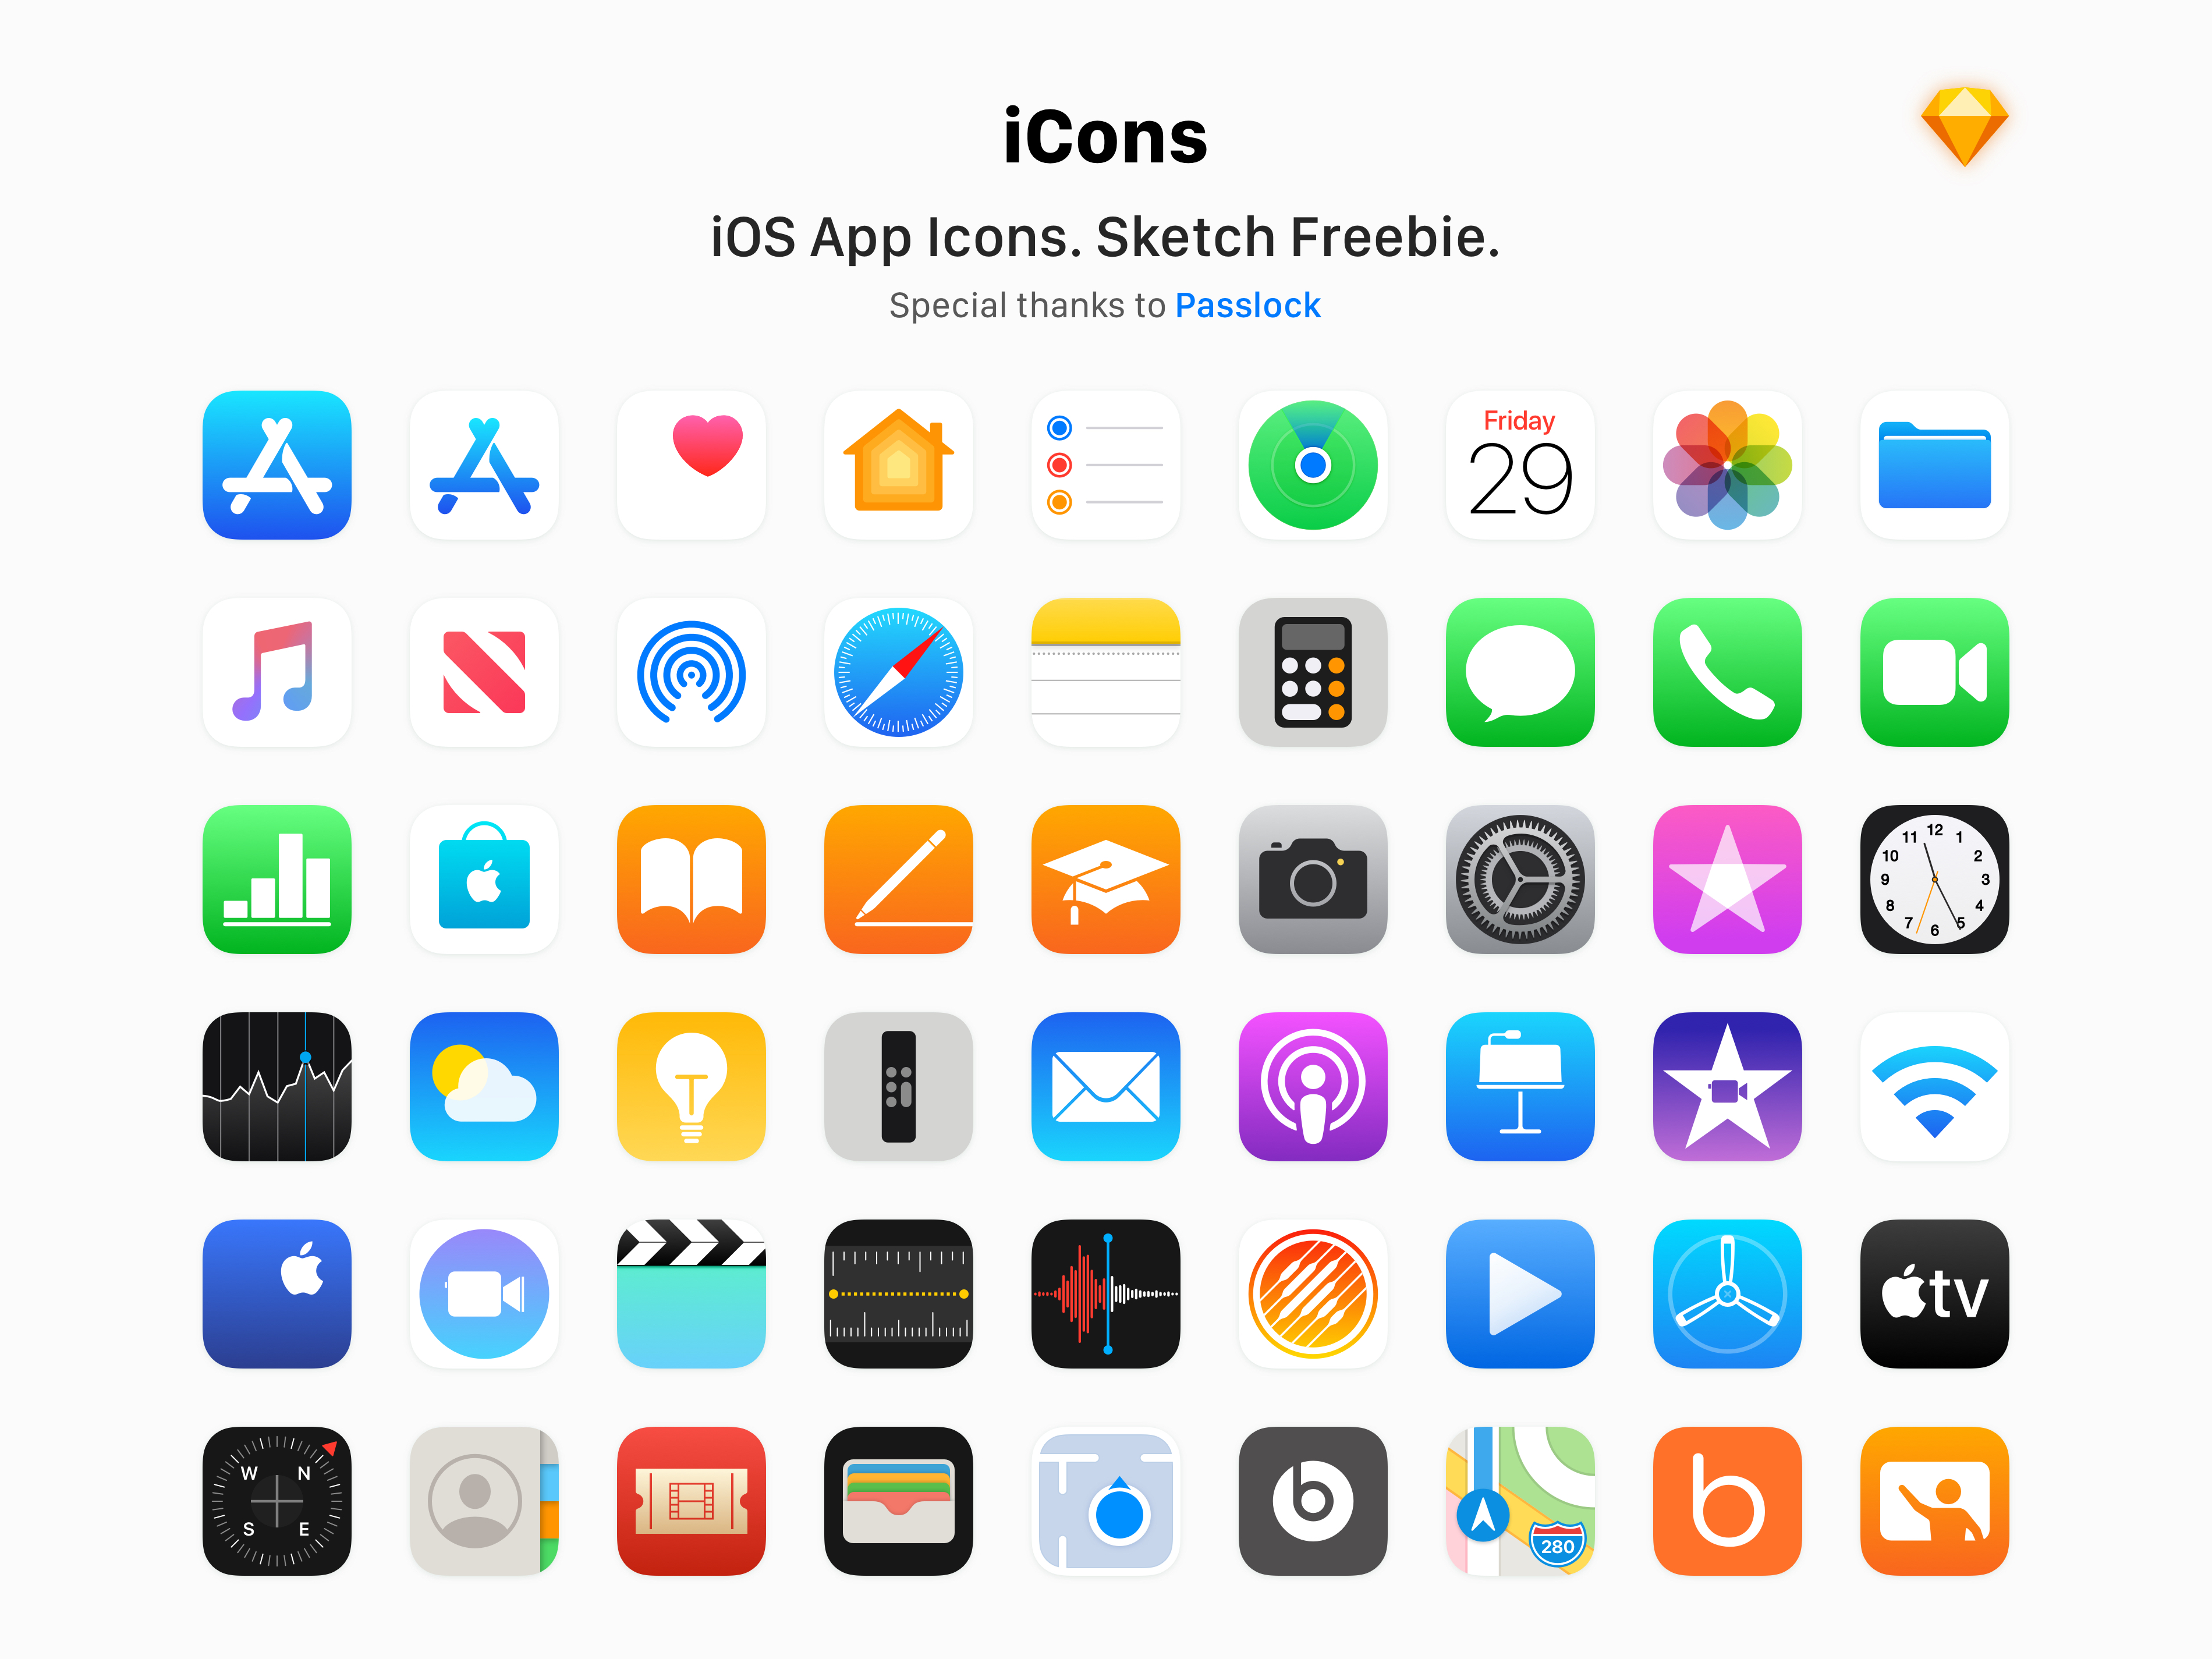 iCons
iOS App Icons. Sketch Freebie.
Special thanks to Passlock
Friday
29
11 12 1
10 2
9 3
8 4
7 6 5
tv
W N
S E
280